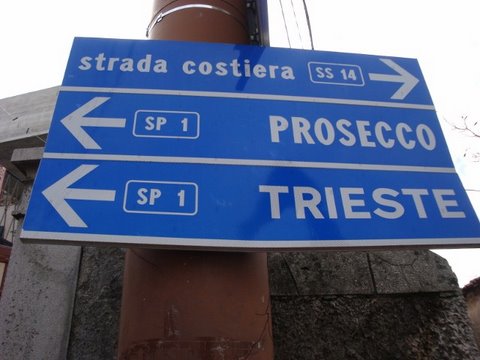 strada costiera SS 14
SP 1 PROSECCO
SP 1 TRIESTE